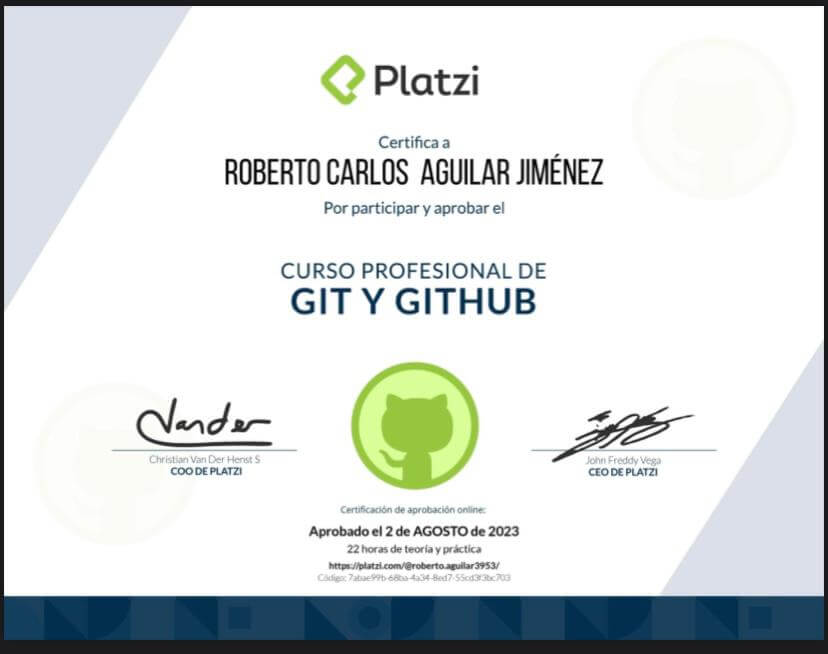 Platzi
Certifica a
ROBERTO CARLOS AGUILAR JIMÉNEZ
Por participar y aprobar el
CURSO PROFESIONAL DE
GIT Y GITHUB
Vander
Christian Van Der Henst S
COO DE PLATZI
John Freddy Vega
CEO DE PLATZI
Certificación de aprobación online:
Aprobado el 2 de AGOSTO de 2023
22 horas de teoría y práctica
https://platzi.com/@roberto.aguilar3953/
Código: 7abae99b-68ba-4a34-8ed7-55cd3f3bc703